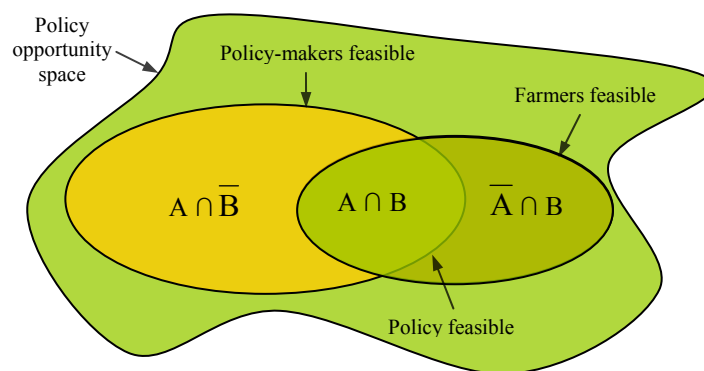 Policy
opportunity
space
Policy-makers feasible
Farmers feasible
A ∩ B̅
A ∩ B
A̅ ∩ B
Policy feasible